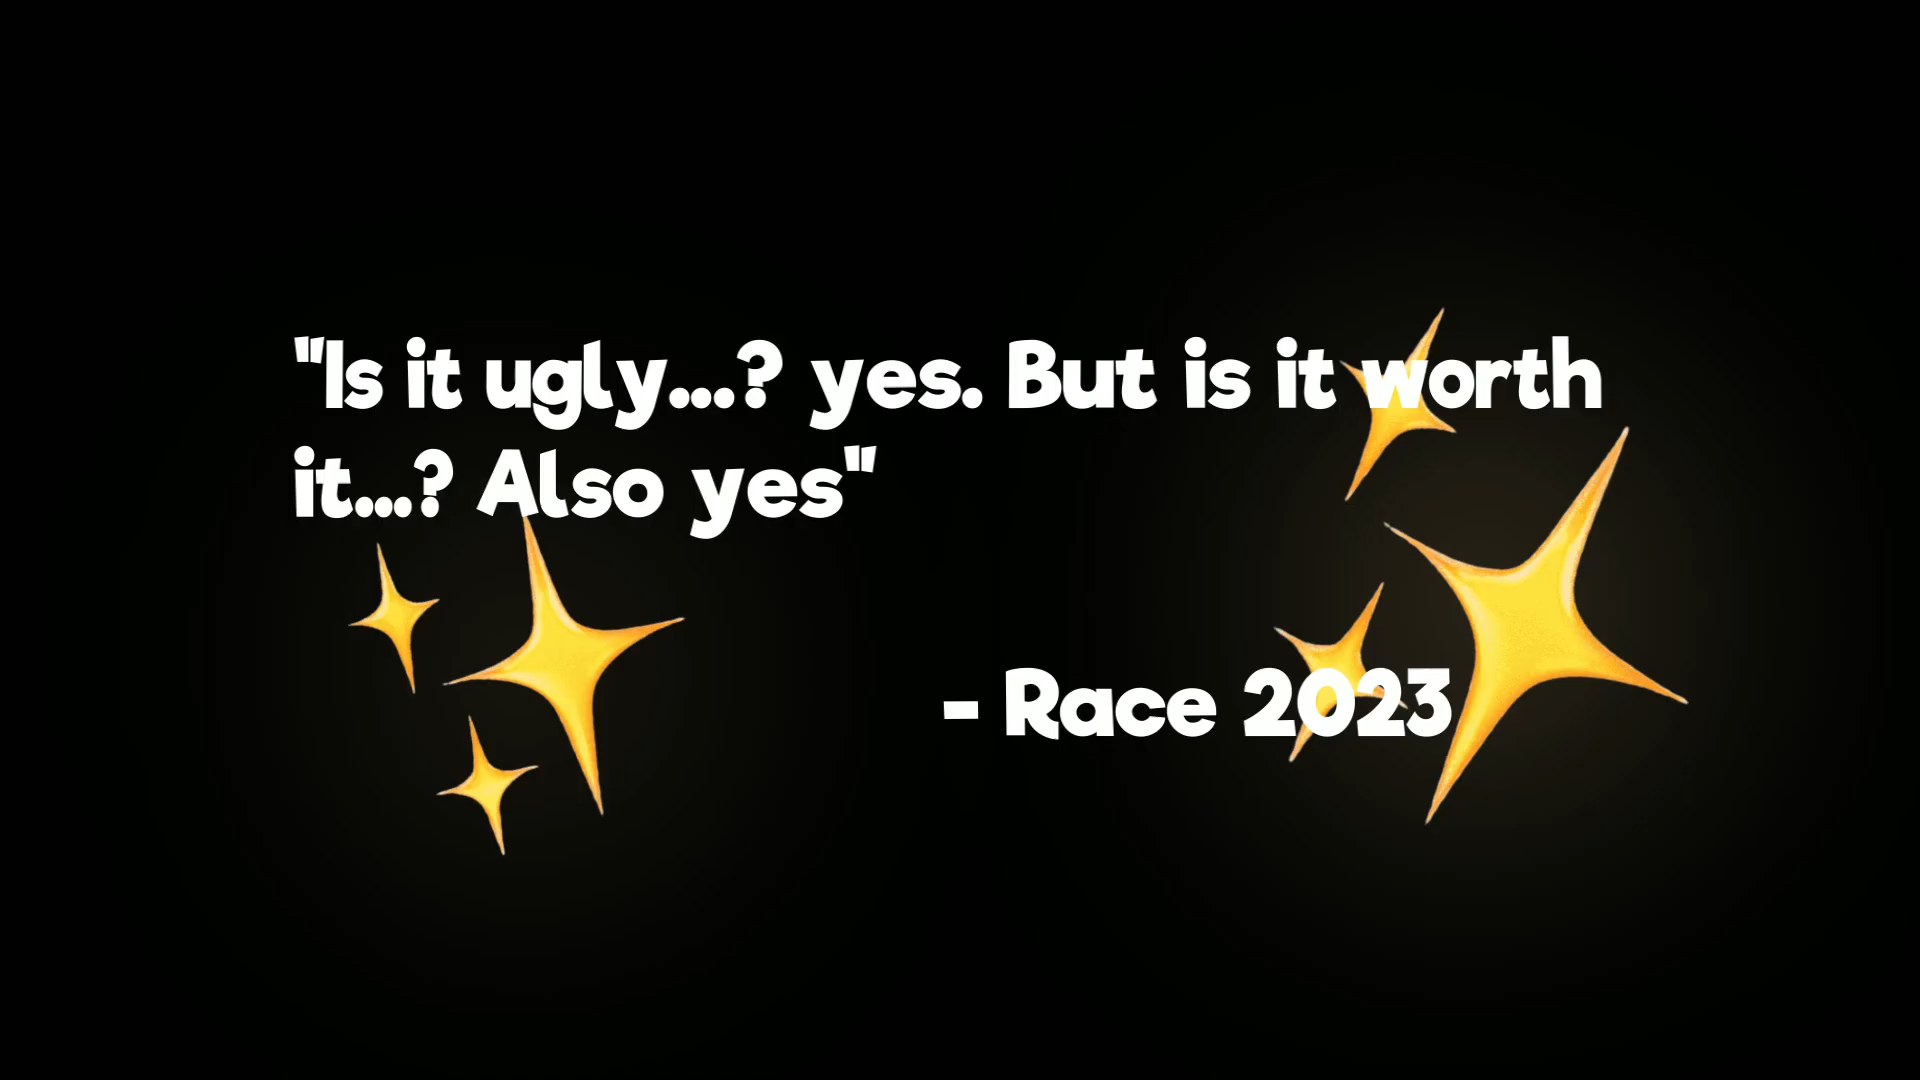 "Is it ugly...? yes. But is it worth
it...? Also yes"
- Race 2023